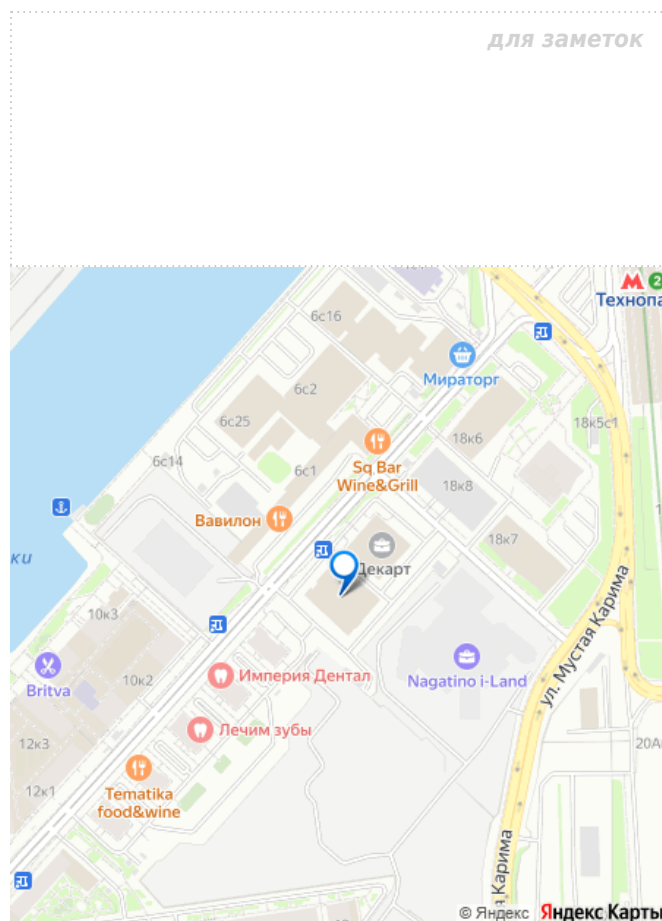 для заметок
6с16
М 2
Технопа
Мираторг
6с2
6с25
18к5с1
18к6
Sq Bar
Wine&Grill
6с14
6с1
18к8
Вавилон
18к7
Декарт
ки
10к3
ул. Мустая Карима
Britva
10к2
Империя Дентал
Nagatino i-Land
Лечим зубы
12к3
12к1
Tematika
food&wine
Карима
© Яндекс Яндекс Карты